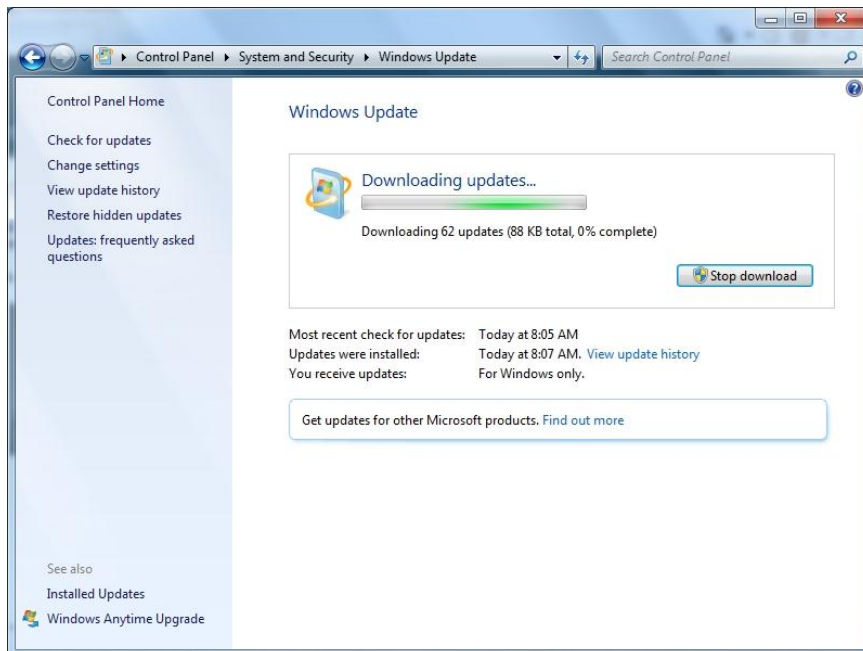 Control Panel ▸ System and Security ▸ Windows Update
Search Control Panel
Control Panel Home
Check for updates
Change settings
View update history
Restore hidden updates
Updates: frequently asked
questions
Windows Update
Downloading updates...
Downloading 62 updates (88 KB total, 0% complete)
Stop download
Most recent check for updates: Today at 8:05 AM
Updates were installed: Today at 8:07 AM. View update history
You receive updates: For Windows only.
Get updates for other Microsoft products. Find out more
See also
Installed Updates
Windows Anytime Upgrade